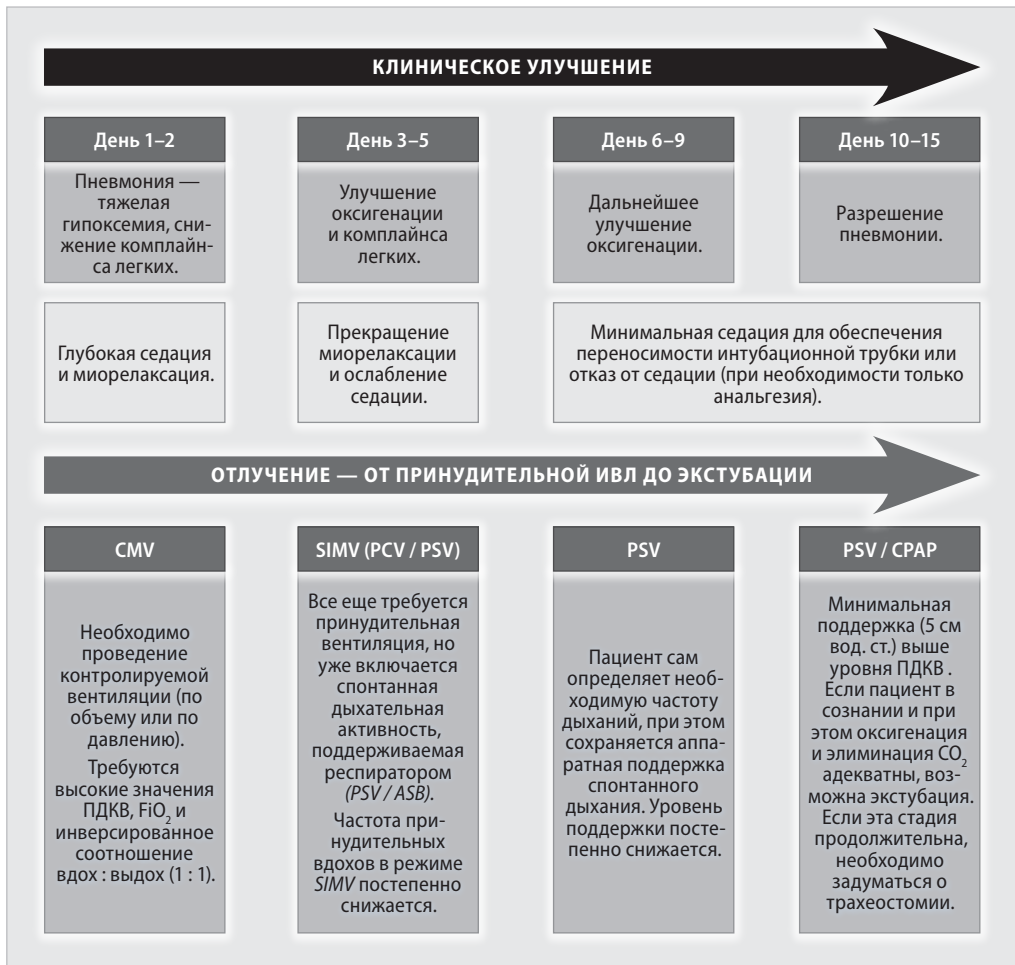 КЛИНИЧЕСКОЕ УЛУЧШЕНИЕ
День 1–2
Пневмония —
тяжелая
гипоксемия, сни-
жение комплайн-
са легких.
День 3–5
Улучшение
оксигенации
и комплайнса
легких.
День 6–9
Дальнейшее
улучшение
оксигенации.
День 10–15
Разрешение
пневмонии.
Глубокая седация
и миорелаксация.
Прекращение
миорелаксации
и ослабление
седации.
Минимальная седация для обеспечения
переносимости интубационной трубки или
отказ от седации (при необходимости только
анальгезия).
ОТЛУЧЕНИЕ — ОТ ПРИНУДИТЕЛЬНОЙ ИВЛ ДО ЭКСТУБАЦИИ
CMV
Необходимо
проведение
контролируемой
вентиляции (по
объему или по
давлению).
Требуются
высокие значения
ПДКВ, FiO₂ и
инверсированное
соотношение
вдох : выдох (1 : 1).
SIMV (PCV / PSV)
Все еще требуется
принудительная
вентиляция, но
уже включается
спонтанная
дыхательная
активность,
поддерживаемая
респиратором
(PSV / ASB).
Частота при-
нудительных
вдохов в режиме
SIMV постепенно
снижается.
PSV
Пациент сам
определяет необ-
ходимую частоту
дыханий, при этом
сохраняется аппа-
ратная поддержка
спонтанного
дыхания. Уровень
поддержки посте-
пенно снижается.
PSV / CPAP
Минимальная
поддержка (5 см
вод. ст.) выше
уровня ПДКВ .
Если пациент в
сознании и при
этом оксигенация
и элиминация CO₂
адекватны, воз-
можна экстубация.
Если эта стадия
продолжительна,
необходимо
задуматься о
трахеостомии.